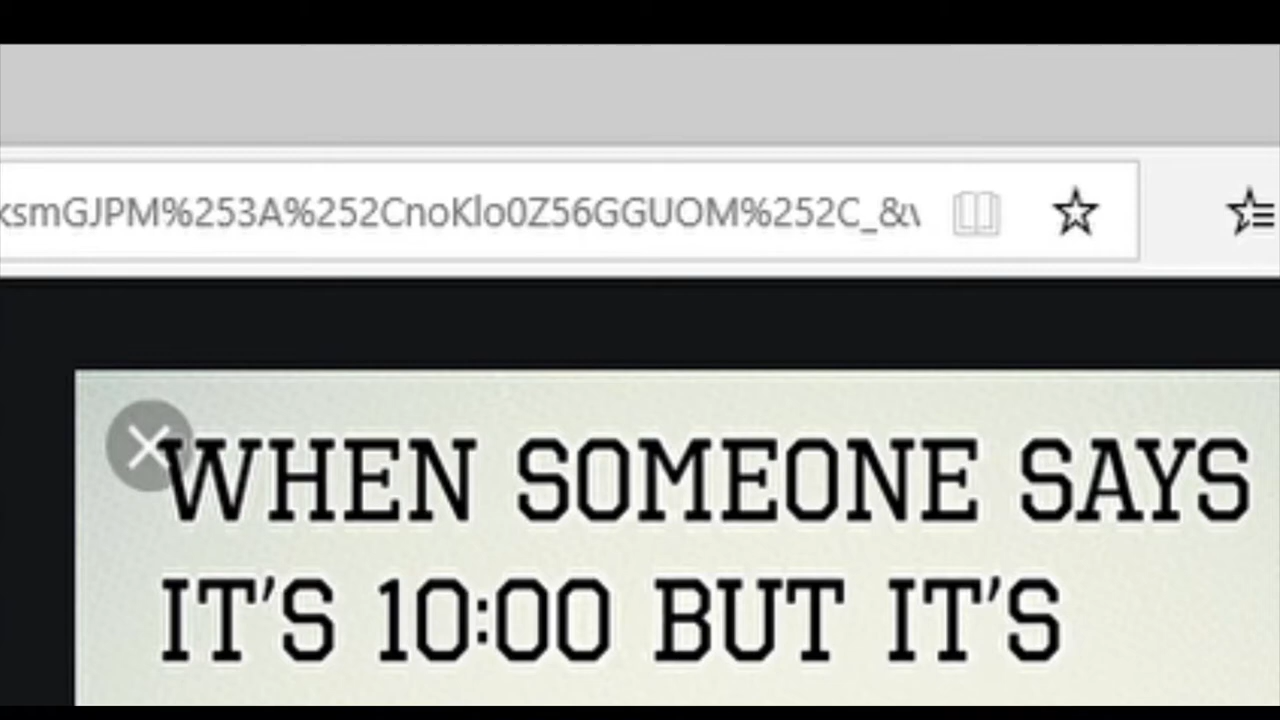 ksmGJPM%253A%252CnoKlo0Z56GGUOM%252C_&
WHEN SOMEONE SAYS
IT'S 10:00 BUT IT'S